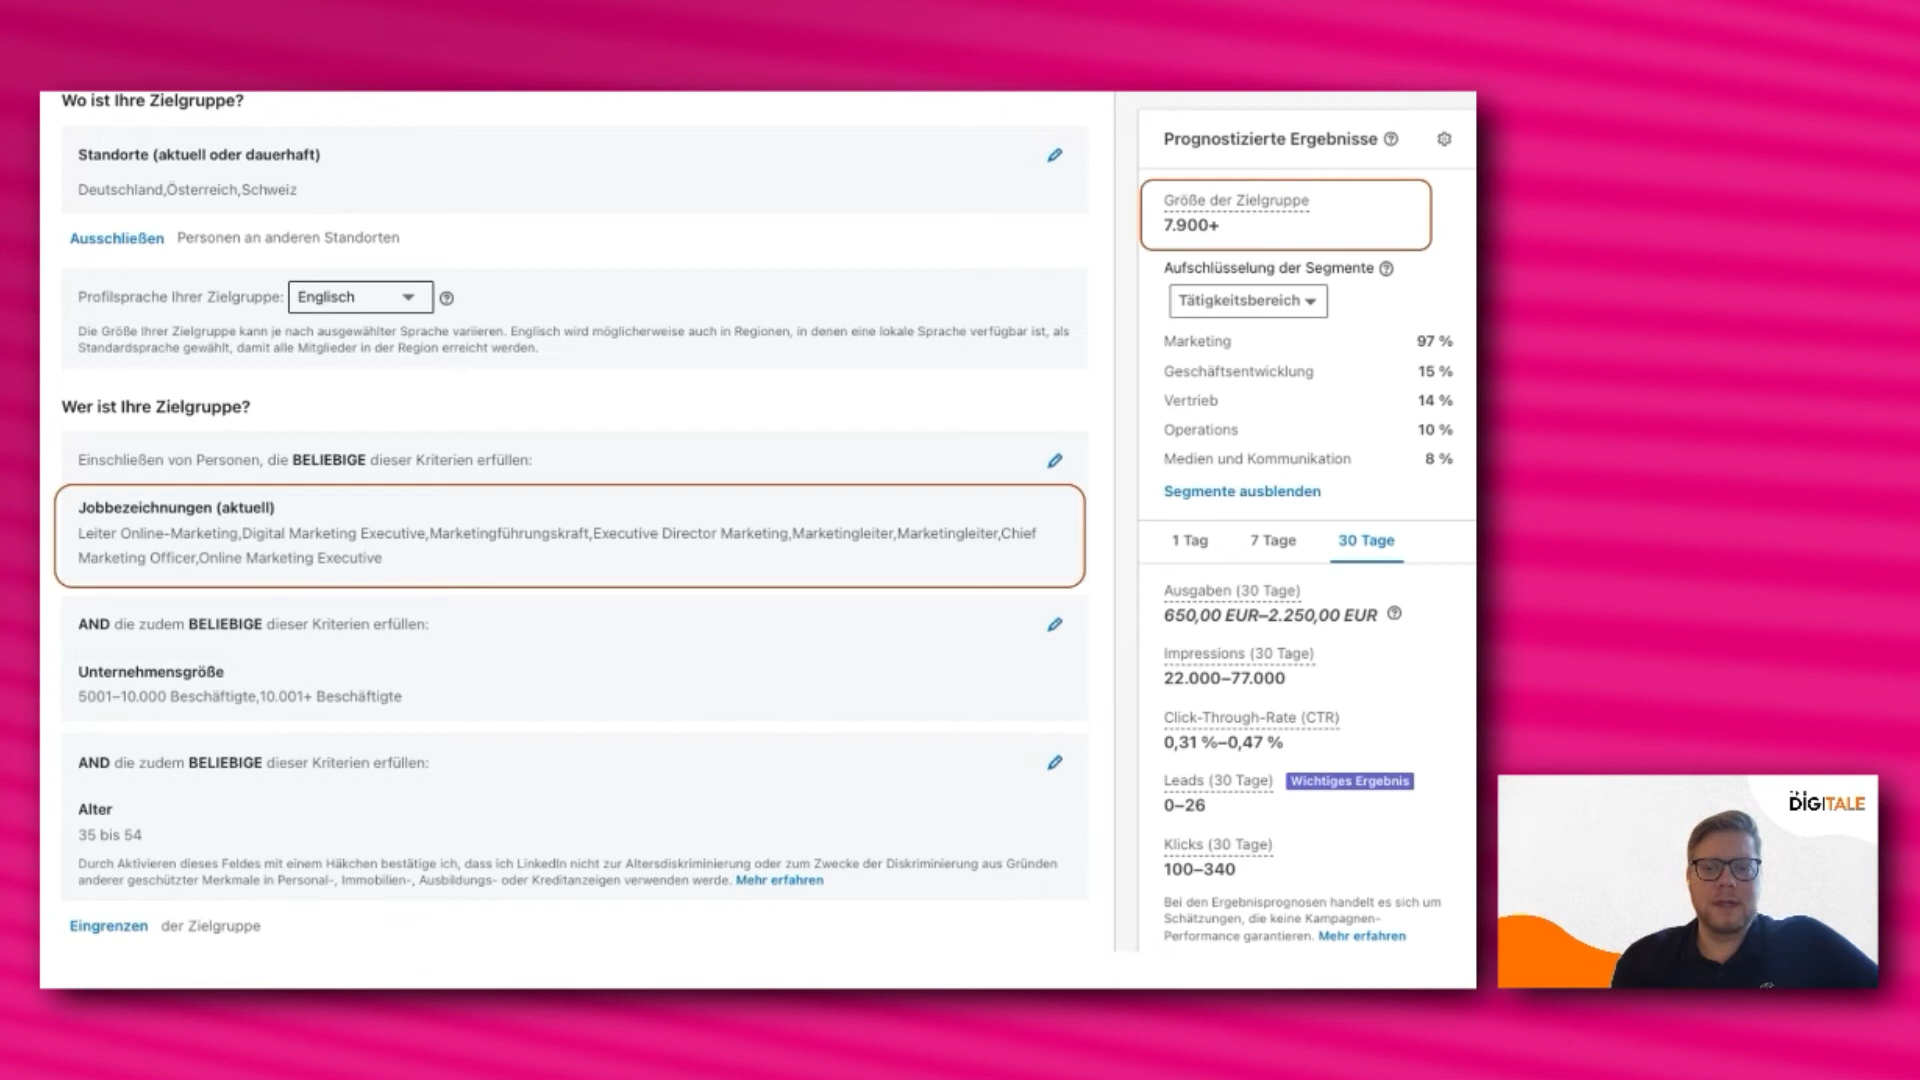 Wo ist Ihre Zielgruppe?
Standorte (aktuell oder dauerhaft)
Deutschland,Österreich,Schweiz
Ausschließen Personen an anderen Standorten
Profilsprache Ihrer Zielgruppe: Englisch
Die Größe Ihrer Zielgruppe kann je nach ausgewählter Sprache variieren. Englisch wird möglicherweise auch in Regionen, in denen eine lokale Sprache verfügbar ist, als
Standardsprache gewählt, damit alle Mitglieder in der Region erreicht werden.
Wer ist Ihre Zielgruppe?
Einschließen von Personen, die BELIEBIGE dieser Kriterien erfüllen:
Jobbezeichnungen (aktuell)
Leiter Online-Marketing,Digital Marketing Executive,Marketingführungskraft,Executive Director Marketing,Marketingleiter,Marketingleiter,Chief
Marketing Officer,Online Marketing Executive
AND die zudem BELIEBIGE dieser Kriterien erfüllen:
Unternehmensgröße
5001–10.000 Beschäftigte,10.001+ Beschäftigte
AND die zudem BELIEBIGE dieser Kriterien erfüllen:
Alter
35 bis 54
Durch Aktivieren dieses Feldes mit einem Häkchen bestätige ich, dass ich LinkedIn nicht zur Altersdiskriminierung oder zum Zwecke der Diskriminierung aus Gründen
anderer geschützter Merkmale in Personal-, Immobilien-, Ausbildungs- oder Kreditanzeigen verwenden werde. Mehr erfahren
Eingrenzen der Zielgruppe
Prognostizierte Ergebnisse
Größe der Zielgruppe
7.900+
Aufschlüsselung der Segmente
Tätigkeitsbereich
Marketing 97 %
Geschäftsentwicklung 15 %
Vertrieb 14 %
Operations 10 %
Medien und Kommunikation 8 %
Segmente ausblenden
1 Tag 7 Tage 30 Tage
Ausgaben (30 Tage)
650,00 EUR–2.250,00 EUR
Impressions (30 Tage)
22.000–77.000
Click-Through-Rate (CTR)
0,31 %–0,47 %
Leads (30 Tage) Wichtiges Ergebnis
0–26
Klicks (30 Tage)
100–340
Bei den Ergebnisprognosen handelt es sich um
Schätzungen, die keine Kampagnen-
Performance garantieren. Mehr erfahren
DIGITALE